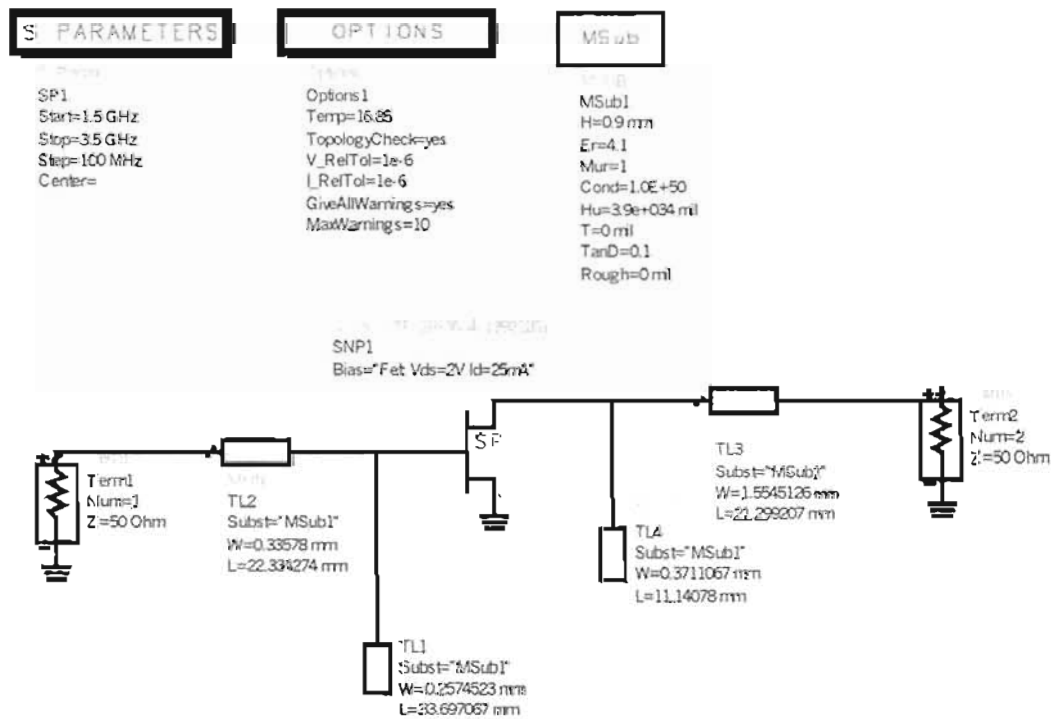 S PARAMETERS
OPTIONS
MSub
SP1
Start=1.5 GHz
Stop=3.5 GHz
Step=100 MHz
Center=
Options1
Temp=16.85
TopologyCheck=yes
V_RelTol=1e-6
I_RelTol=1e-6
GiveAllWarnings=yes
MaxWarnings=10
MSub1
H=0.9 mm
Er=4.1
Mur=1
Cond=1.0E+50
Hu=3.9e+034 mil
T=0 mil
TanD=0.1
Rough=0 mil
SNP1
Bias="Fet Vds=2V Id=25mA"
Term1
Num=1
Z=50 Ohm
TL2
Subst="MSub1"
W=0.33578 mm
L=22.334274 mm
TL1
Subst="MSub1"
W=0.2574523 mm
L=33.697067 mm
TL4
Subst="MSub1"
W=0.3711067 mm
L=11.14078 mm
TL3
Subst="MSub1"
W=1.5545126 mm
L=21.299207 mm
Term2
Num=2
Z=50 Ohm